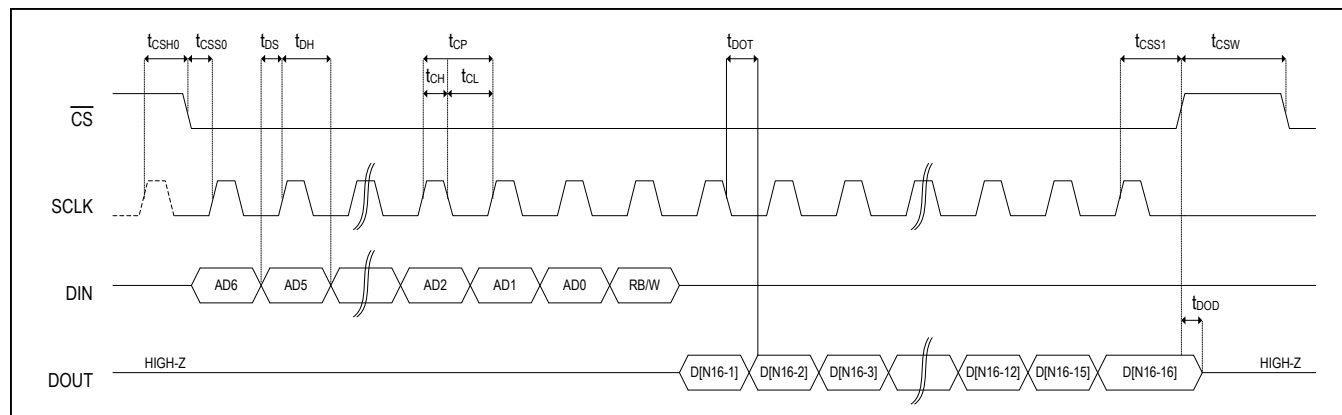 tCSH0 tCSS0 tDS tDH tCP tDOT tCSS1 tCSW
tCH tCL
CS
SCLK
DIN AD6 AD5 AD2 AD1 AD0 RB/W
tDOD
DOUT HIGH-Z D[N16-1] D[N16-2] D[N16-3] D[N16-12] D[N16-15] D[N16-16] HIGH-Z